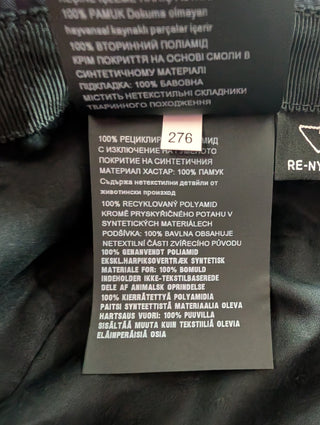 100% PAMUK Dokuma olmayan
hayvansel kaynaklı parçalar içerir
100% ВТОРИННИЙ ПОЛІАМІД
КРІМ ПОКРИТТЯ НА ОСНОВІ СМОЛИ В
СИНТЕТИЧНОМУ МАТЕРІАЛІ
ПІДКЛАДКА: 100% БАВОВНА
МІСТИТЬ НЕТЕКСТИЛЬНІ СКЛАДНИКИ
ТВАРИННОГО ПОХОДЖЕННЯ
276
100% РЕЦИКЛИР
С ИЗКЛЮЧЕНИЕ НА
ПОКРИТИЕ НА СИНТЕТИЧНИЯ
МАТЕРИАЛ ХАСТАР: 100% ПАМУК
Съдържа нетекстилни детайли от
животински произход
100% RECYKLOVANÝ POLYAMID
KROMĚ PRYSKYŘIČNÉHO POTAHU V
SYNTETICKÝCH MATERIÁLECH
PODŠÍVKA: 100% BAVLNA OBSAHUJE
NETEXTILNÍ ČÁSTI ZVÍŘECÍHO PŮVODU
100% GENANVENDT POLIAMID
EKSKL.HARPIKSOVERTRÆK SYNTETISK
MATERIALE FOR: 100% BOMULD
INDEHOLDER IKKE-TEKSTILBASEREDE
DELE AF ANIMALSK OPRINDELSE
100% KIERRÄTETTYÄ POLYAMIDIA
PAITSI SYNTEETTISTÄ MATERIAALIA OLEVA
HARTSAUS VUORI: 100% PUUVILLA
SISÄLTÄÄ MUUTA KUIN TEKSTIILIÄ OLEVIA
ELÄINPERÄISIÄ OSIA
RE-NY